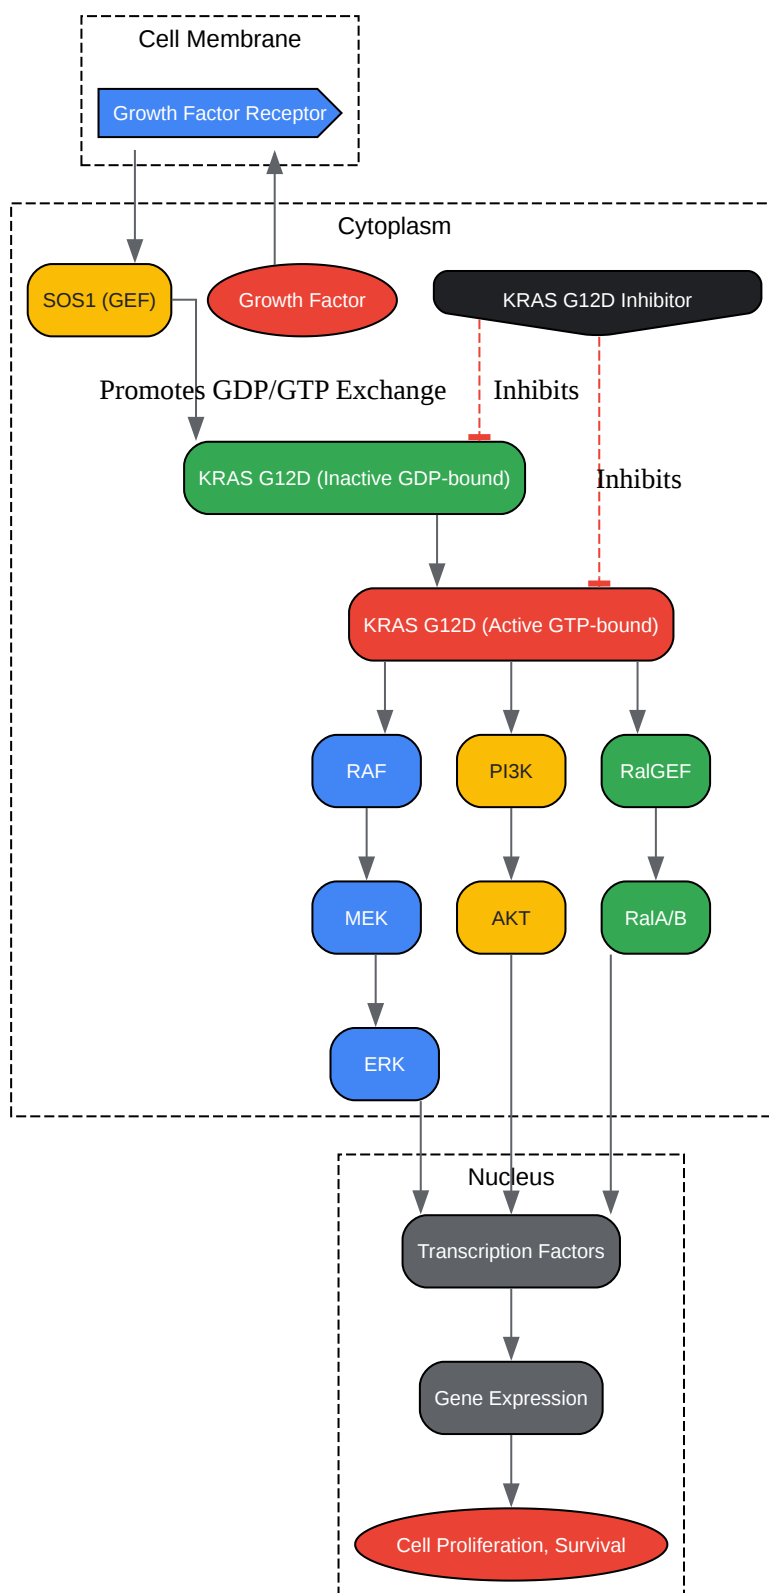 Cell Membrane
Growth Factor Receptor
Cytoplasm
SOS1 (GEF)
Growth Factor
KRAS G12D Inhibitor
Promotes GDP/GTP Exchange
Inhibits
KRAS G12D (Inactive GDP-bound)
Inhibits
KRAS G12D (Active GTP-bound)
RAF
PI3K
RalGEF
MEK
AKT
RalA/B
ERK
Nucleus
Transcription Factors
Gene Expression
Cell Proliferation, Survival